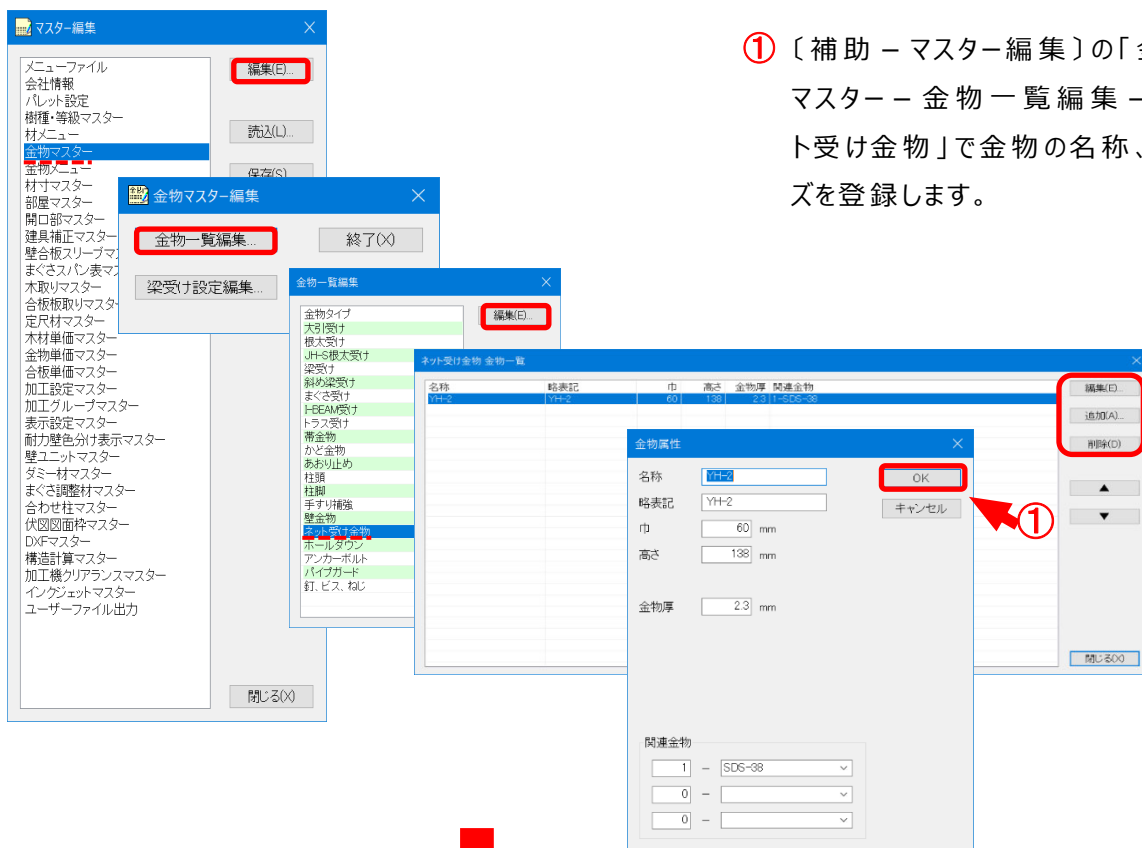 マスター編集
メニューファイル
会社情報
パレット設定
樹種・等級マスター
材メニュー
金物マスター
金物メニュー
材寸マスター
部屋マスター
開口部マスター
建具補正マスター
壁合板スリーブマ
まぐさスパン表マ
木取りマスター
合板板取りマスター
定尺材マスター
木材単価マスター
金物単価マスター
合板単価マスター
加工設定マスター
加工グループマスター
表示設定マスター
耐力壁色分け表示マスター
壁ユニットマスター
ダミー材マスター
まぐさ調整材マスター
合わせ柱マスター
伏図図面枠マスター
DXFマスター
構造計算マスター
加工機クリアランスマスター
インクジェットマスター
ユーザーファイル出力
編集(E)...
読込(L)...
保存(S)
閉じる(X)
金物マスター編集
金物一覧編集...
終了(X)
梁受け設定編集...
金物一覧編集
金物タイプ
大引受け
根太受け
JH-S根太受け
梁受け
斜め梁受け
まぐさ受け
I-BEAM受け
トラス受け
帯金物
かど金物
あおり止め
柱頭
柱脚
手すり補強
壁金物
ネット受け金物
ホールダウン
アンカーボルト
パイプガード
釘、ビス、ねじ
編集(E)...
ネット受け金物 金物一覧
名称 略表記 巾 高さ 金物厚 関連金物
YH-2 YH-2 60 138 2.3 1-SDS-38
編集(E)...
追加(A)...
削除(D)
▲
▼
閉じる(X)
金物属性
名称 YH-2
略表記 YH-2
巾 60 mm
高さ 138 mm
金物厚 2.3 mm
OK
キャンセル
①
関連金物
1 - SDS-38
0 -
0 -
① 〔補助 – マスター編集〕の「金
マスター – 金物一覧編集 –
ト受け金物」で金物の名称、
ズを登録します。